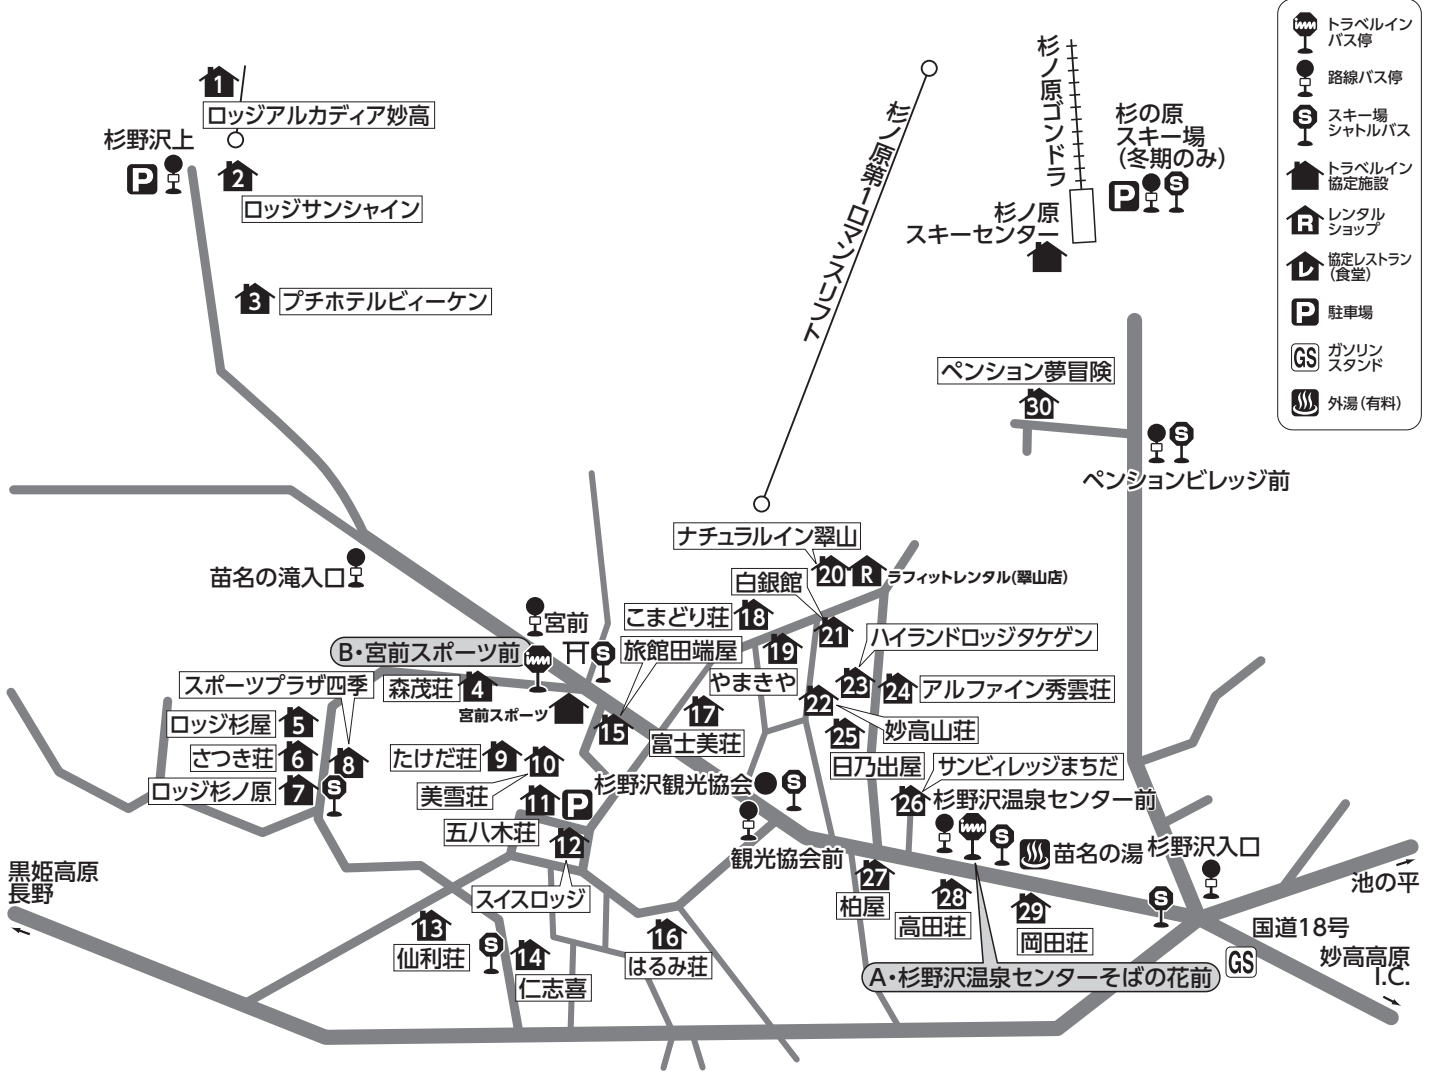 トラベルイン
バス停
路線バス停
S
スキー場
シャトルバス
トラベルイン
協定施設
R
レンタル
ショップ
レ
協定レストラン
(食堂)
P
駐車場
GS
ガソリン
スタンド
外湯(有料)
1
ロッジアルカディア妙高
杉野沢上
P
2
ロッジサンシャイン
3
プチホテルビィーケン
杉ノ原第1ロマンスリフト
杉ノ原ゴンドラ
杉の原
スキー場
(冬期のみ)
P
S
杉ノ原
スキーセンター
ペンション夢冒険
30
S
ペンションビレッジ前
苗名の滝入口
宮前
B・宮前スポーツ前
S
ナチュラルイン翠山
20
R
ラフィットレンタル(翠山店)
白銀館
21
こまどり荘
18
旅館田端屋
15
19
やまきや
ハイランドロッジタケゲン
23
24
アルファイン秀雲荘
22
妙高山荘
25
日乃出屋
17
富士美荘
スポーツプラザ四季
8
森茂荘
4
宮前スポーツ
ロッジ杉屋
5
さつき荘
6
ロッジ杉ノ原
7
S
たけだ荘
9
10
美雪荘
11
P
五八木荘
12
スイスロッジ
杉野沢観光協会
S
観光協会前
サンビィレッジまちだ
26
杉野沢温泉センター前
S
苗名の湯
杉野沢入口
27
柏屋
28
高田荘
29
岡田荘
S
A・杉野沢温泉センターそばの花前
池の平
国道18号
GS
妙高高原
I.C.
黒姫高原
長野
13
仙利荘
S
14
仁志喜
16
はるみ荘